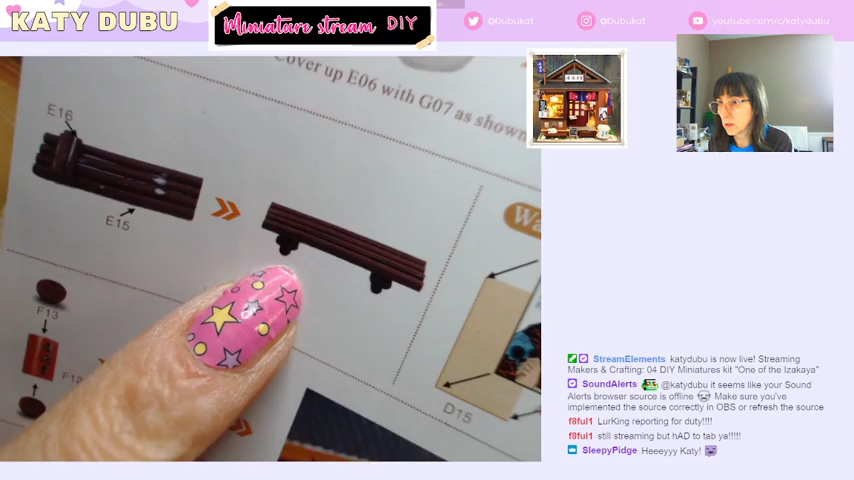 KATY DUBU
Miniature stream DIY
@Dubukat
@Dubukat
youtube.com/c/katydubu
Cover up E06 with G07 as shown
E16
E15
F13
F12
Wa
D15
StreamElements katydubu is now live! Streaming
Makers & Crafting: 04 DIY Miniatures kit "One of the Izakaya"
SoundAlerts @katydubu it seems like your Sound
Alerts browser source is offline Make sure you've
implemented the source correctly in OBS or refresh the source
f8ful1 LurKing reporting for duty!!!!
f8ful1 still streaming but hAD to tab ya!!!!!
SleepyPidge Heeeyyy Katy!